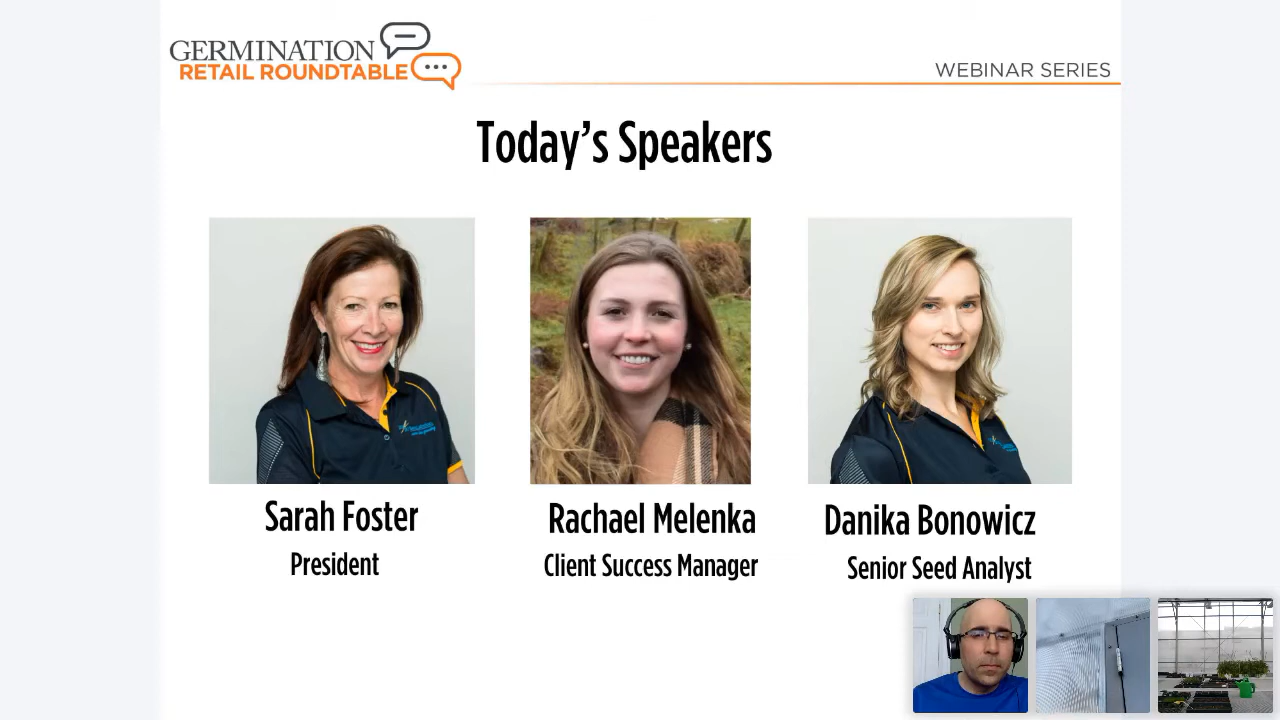 GERMINATION
RETAIL ROUNDTABLE
WEBINAR SERIES
Today's Speakers
Sarah Foster
President
Rachael Melenka
Client Success Manager
Danika Bonowicz
Senior Seed Analyst